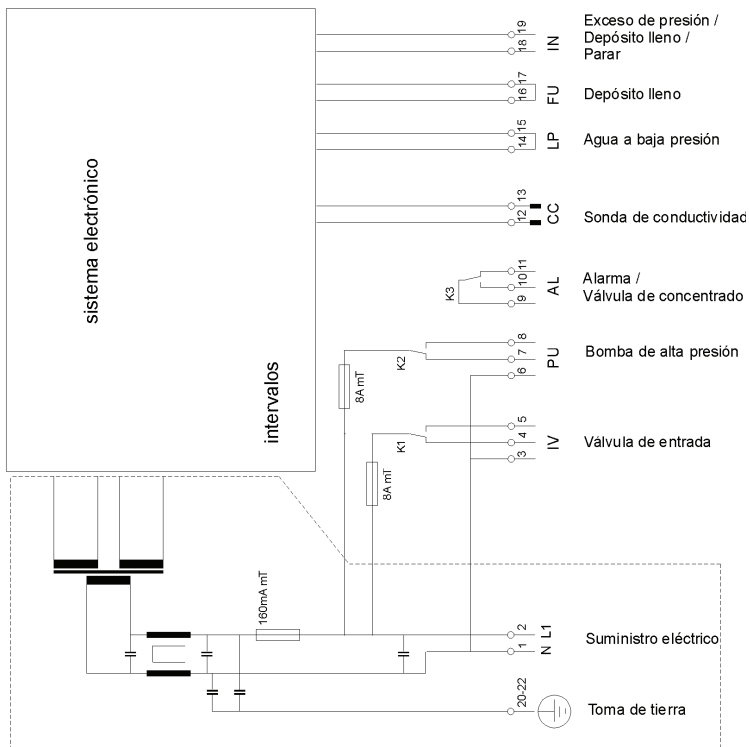 19
18
IN
Exceso de presión /
Depósito lleno /
Parar
17
16
FU
Depósito lleno
15
14
LP
Agua a baja presión
13
12
CC
Sonda de conductividad
sistema electrónico
11
10
9
AL
K3
Alarma /
Válvula de concentrado
8
7
6
PU
K2
8A mT
Bomba de alta presión
intervalos
5
4
3
IV
K1
8A mT
Válvula de entrada
160mA mT
2
1
L1
N
Suministro eléctrico
20-22
Toma de tierra